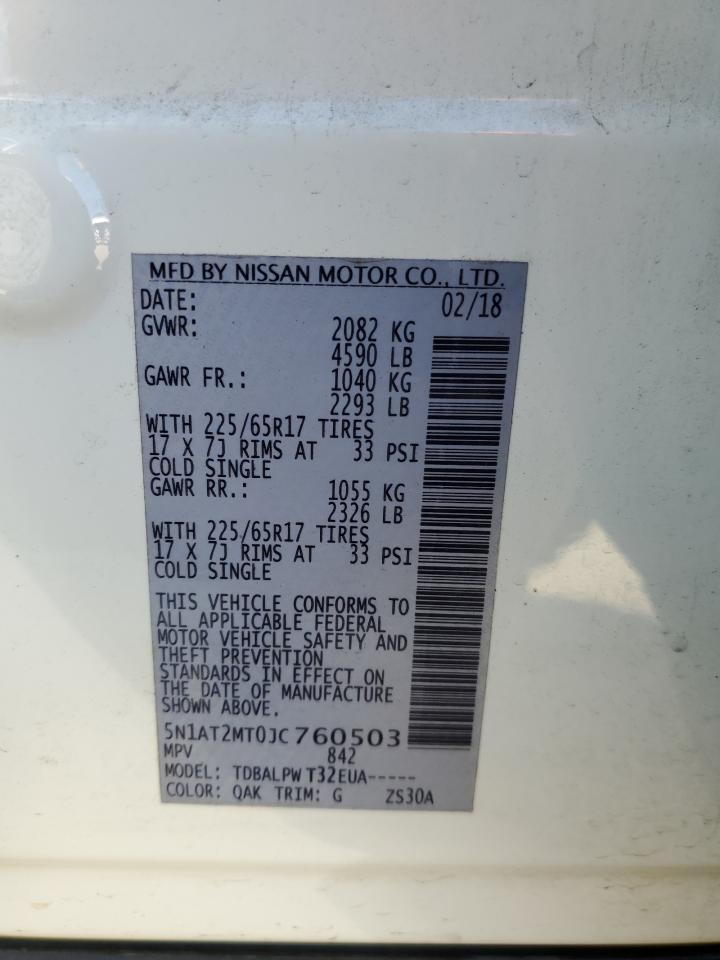 MFD BY NISSAN MOTOR CO., LTD.
DATE: 02/18
GVWR: 2082 KG
4590 LB
GAWR FR.: 1040 KG
2293 LB
WITH 225/65R17 TIRES
17 X 7J RIMS AT 33 PSI
COLD SINGLE
GAWR RR.: 1055 KG
2326 LB
WITH 225/65R17 TIRES
17 X 7J RIMS AT 33 PSI
COLD SINGLE
THIS VEHICLE CONFORMS TO
ALL APPLICABLE FEDERAL
MOTOR VEHICLE SAFETY AND
THEFT PREVENTION
STANDARDS IN EFFECT ON
THE DATE OF MANUFACTURE
SHOWN ABOVE.
5N1AT2MT0JC760503
MPV 842
MODEL: TDBALPW T32EUA-----
COLOR: QAK TRIM: G ZS30A